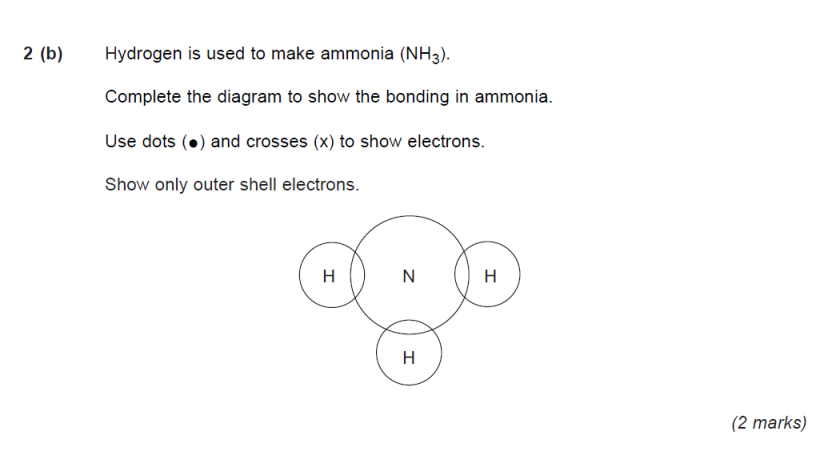 2 (b) Hydrogen is used to make ammonia (NH₃).
Complete the diagram to show the bonding in ammonia.
Use dots (●) and crosses (x) to show electrons.
Show only outer shell electrons.
H N H
H
(2 marks)